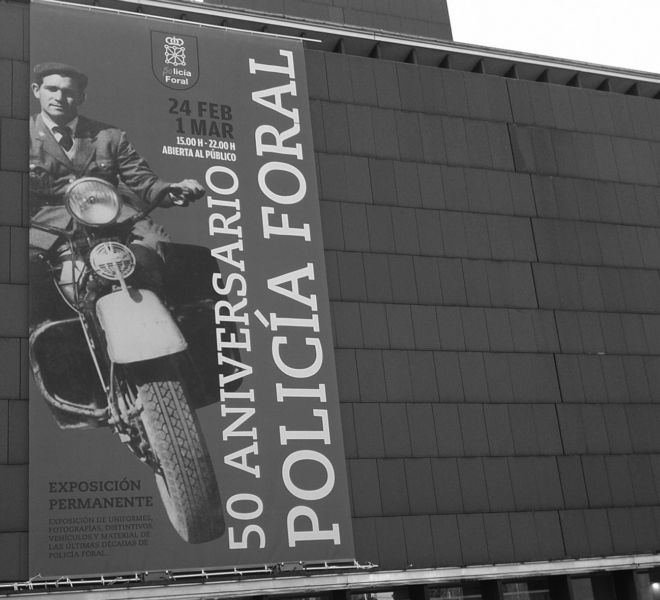 policía
Foral
24 FEB
1 MAR
15.00 H - 22.00 H
ABIERTA AL PÚBLICO
50 ANIVERSARIO
POLICÍA FORAL
EXPOSICIÓN
PERMANENTE
EXPOSICIÓN DE UNIFORMES,
FOTOGRAFÍAS, DISTINTIVOS,
VEHÍCULOS Y MATERIAL DE
LAS ÚLTIMAS DÉCADAS DE
POLICÍA FORAL.